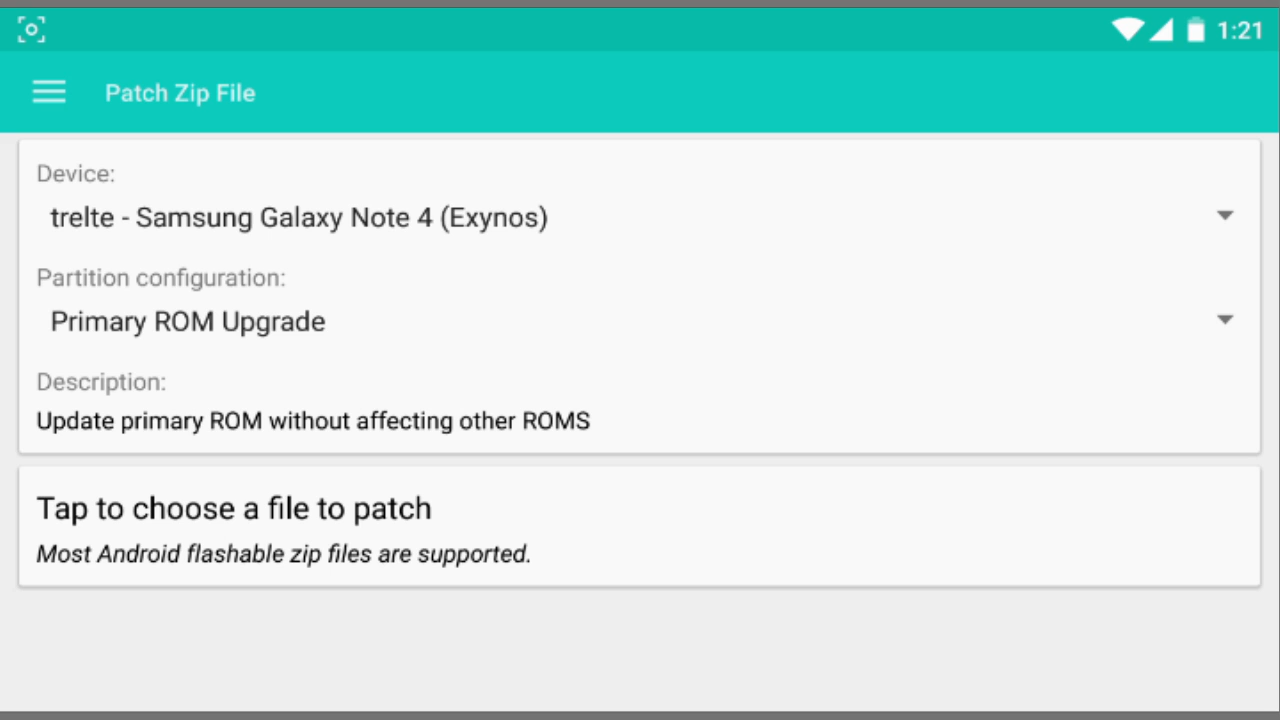 1:21
Patch Zip File
Device:
trelte - Samsung Galaxy Note 4 (Exynos)
Partition configuration:
Primary ROM Upgrade
Description:
Update primary ROM without affecting other ROMS
Tap to choose a file to patch
Most Android flashable zip files are supported.